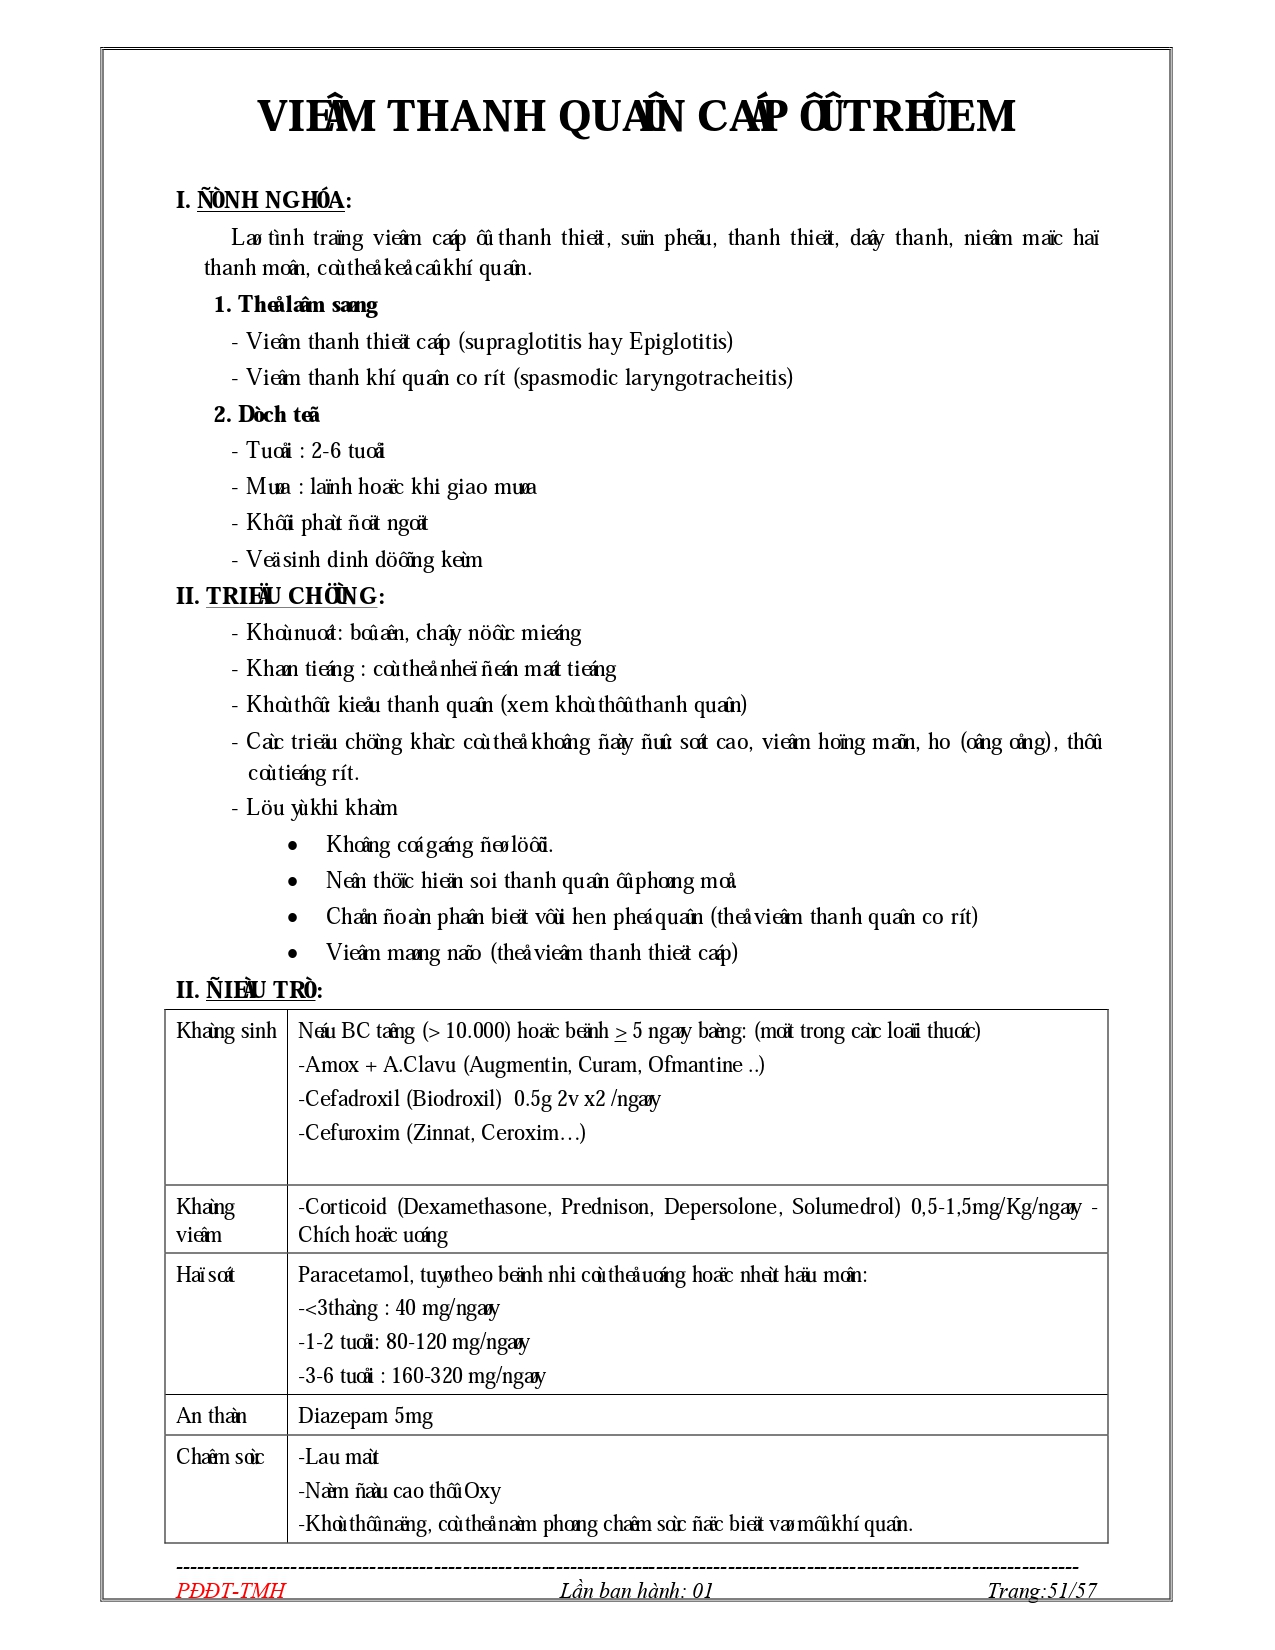 VIEÂM THANH QUAÛN CAÁP ÔÛ TREÛ EM
I. ÑÒNH NGHÓA:
Laø tình traïng vieâm caáp ôû thanh thieät, suïn pheãu, thanh thieät, daây thanh, nieâm maïc haï
thanh moân, coù theå keå caû khí quaûn.
1. Theå laâm saøng
- Vieâm thanh thieät caáp (supraglotitis hay Epiglotitis)
- Vieâm thanh khí quaûn co rít (spasmodic laryngotracheitis)
2. Dòch teã
- Tuoåi : 2-6 tuoåi
- Muøa : laïnh hoaëc khi giao muøa
- Khôûi phaùt ñoät ngoät
- Veä sinh dinh döôõng keùm
II. TRIEÄU CHÖÙNG:
- Khoù nuoát : boû aên, chaûy nöôùc mieáng
- Khaøn tieáng : coù theå nheï ñeán maát tieáng
- Khoù thôû: kieåu thanh quaûn (xem khoù thôû thanh quaûn)
- Caùc trieäu chöùng khaùc coù theå khoâng ñaày ñuû: soát cao, vieâm hoïng maõn, ho (oâng oång), thôû
coù tieáng rít.
- Löu yù khi khaùm
• Khoâng coá gaéng ñeø löôõi.
• Neân thöïc hieän soi thanh quaûn ôû phoøng moå.
• Chaån ñoaùn phaân bieät vôùi hen pheá quaûn (theå vieâm thanh quaûn co rít)
• Vieâm maøng naõo (theå vieâm thanh thieät caáp)
II. ÑIEÀU TRÒ:
Khaùng sinh
Neáu BC taêng (> 10.000) hoaëc beänh ≥ 5 ngaøy baèng: (moät trong caùc loaïi thuoác)
-Amox + A.Clavu (Augmentin, Curam, Ofmantine ..)
-Cefadroxil (Biodroxil) 0.5g 2v x2 /ngaøy
-Cefuroxim (Zinnat, Ceroxim…)
Khaùng
vieâm
-Corticoid (Dexamethasone, Prednison, Depersolone, Solumedrol) 0,5-1,5mg/Kg/ngaøy -
Chích hoaëc uoáng
Haï soát
Paracetamol, tuyø theo beänh nhi coù theå uoáng hoaëc nheùt haäu moân:
-<3thaùng : 40 mg/ngaøy
-1-2 tuoåi : 80-120 mg/ngaøy
-3-6 tuoåi : 160-320 mg/ngaøy
An thaàn
Diazepam 5mg
Chaêm soùc
-Lau maùt
-Naèm ñaàu cao thôû Oxy
-Khoù thôû naëng, coù theå naèm phoøng chaêm soùc ñaëc bieät vaø môû khí quaûn.
-------------------------------------------------------------------------------------------------------------------------------
PĐĐT-TMH Lần ban hành: 01 Trang:51/57